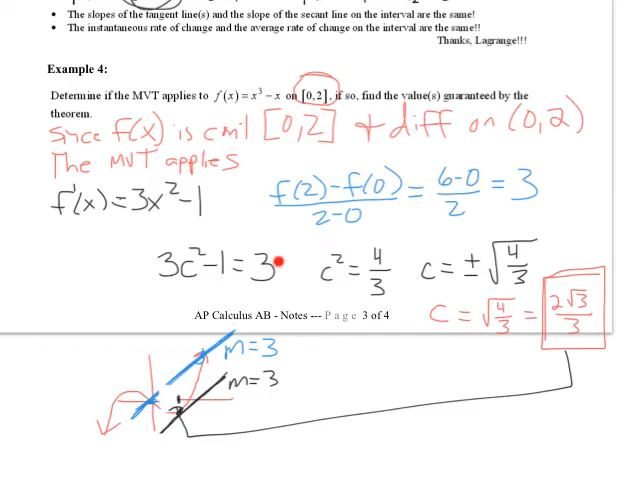 • The slopes of the tangent line(s) and the slope of the secant line on the interval are the same!
• The instantaneous rate of change and the average rate of change on the interval are the same!!
Thanks, Lagrange!!!
Example 4:
Determine if the MVT applies to f(x) = x³ − x on [0,2], if so, find the value(s) guaranteed by the
theorem.
Since f(x) is cnt [0,2] + diff on (0,2)
The MVT applies
f'(x) = 3x² − 1
f(2) − f(0) / 2 − 0 = 6 − 0 / 2 = 3
3c² − 1 = 3 c² = 4/3 c = ± √(4/3)
c = √(4/3) = 2√3/3
AP Calculus AB - Notes --- Page 3 of 4
m = 3
m = 3